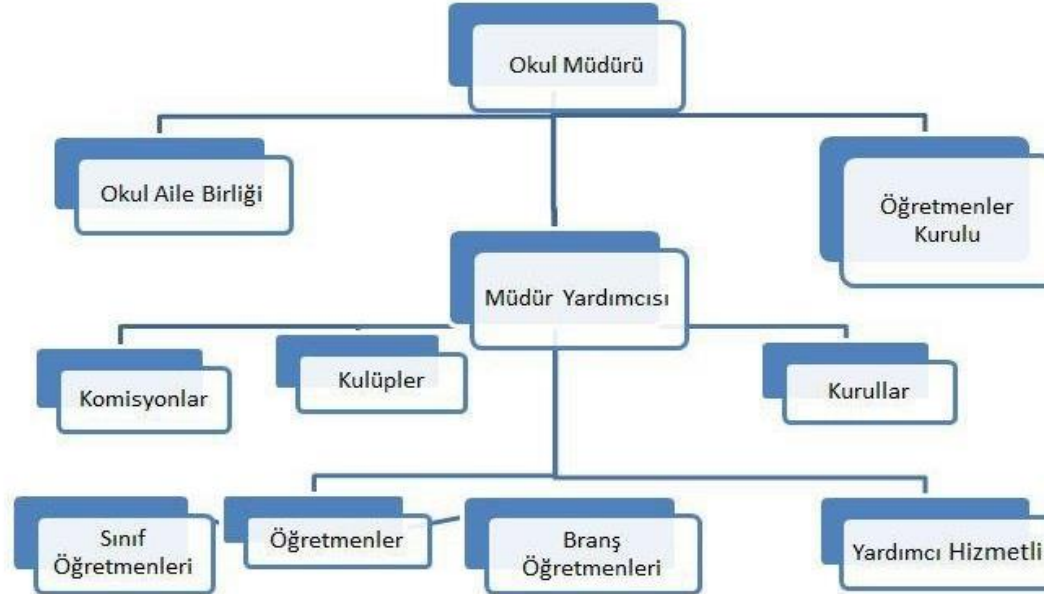 Okul Müdürü
Okul Aile Birliği
Öğretmenler
Kurulu
Müdür Yardımcısı
Komisyonlar
Kulüpler
Kurullar
Sınıf
Öğretmenleri
Öğretmenler
Branş
Öğretmenleri
Yardımcı Hizmetli